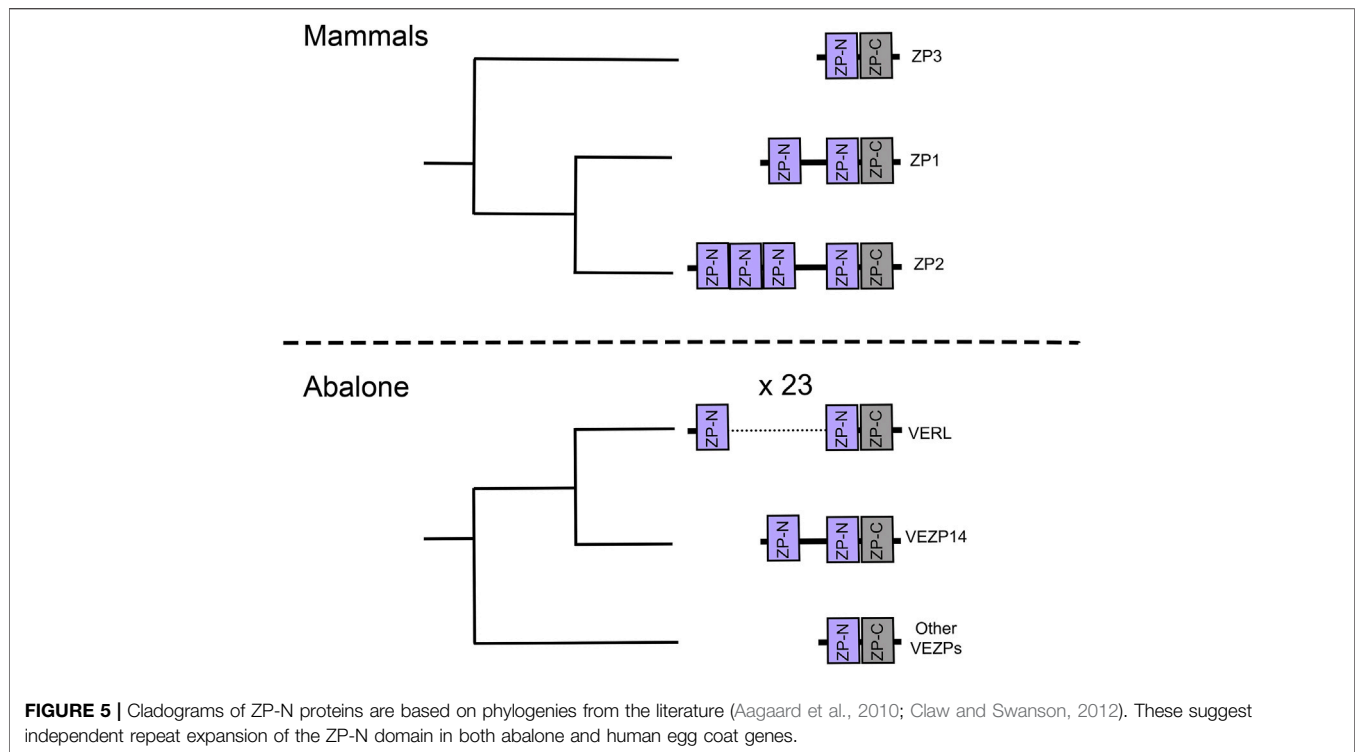 Mammals
ZP-N ZP-C ZP3
ZP-N ZP-N ZP-C ZP1
ZP-N ZP-N ZP-N ZP-N ZP-C ZP2
Abalone
x 23
ZP-N ZP-N ZP-C VERL
ZP-N ZP-N ZP-C VEZP14
ZP-N ZP-C Other
VEZPs
FIGURE 5 | Cladograms of ZP-N proteins are based on phylogenies from the literature (Aagaard et al., 2010; Claw and Swanson, 2012). These suggest
independent repeat expansion of the ZP-N domain in both abalone and human egg coat genes.